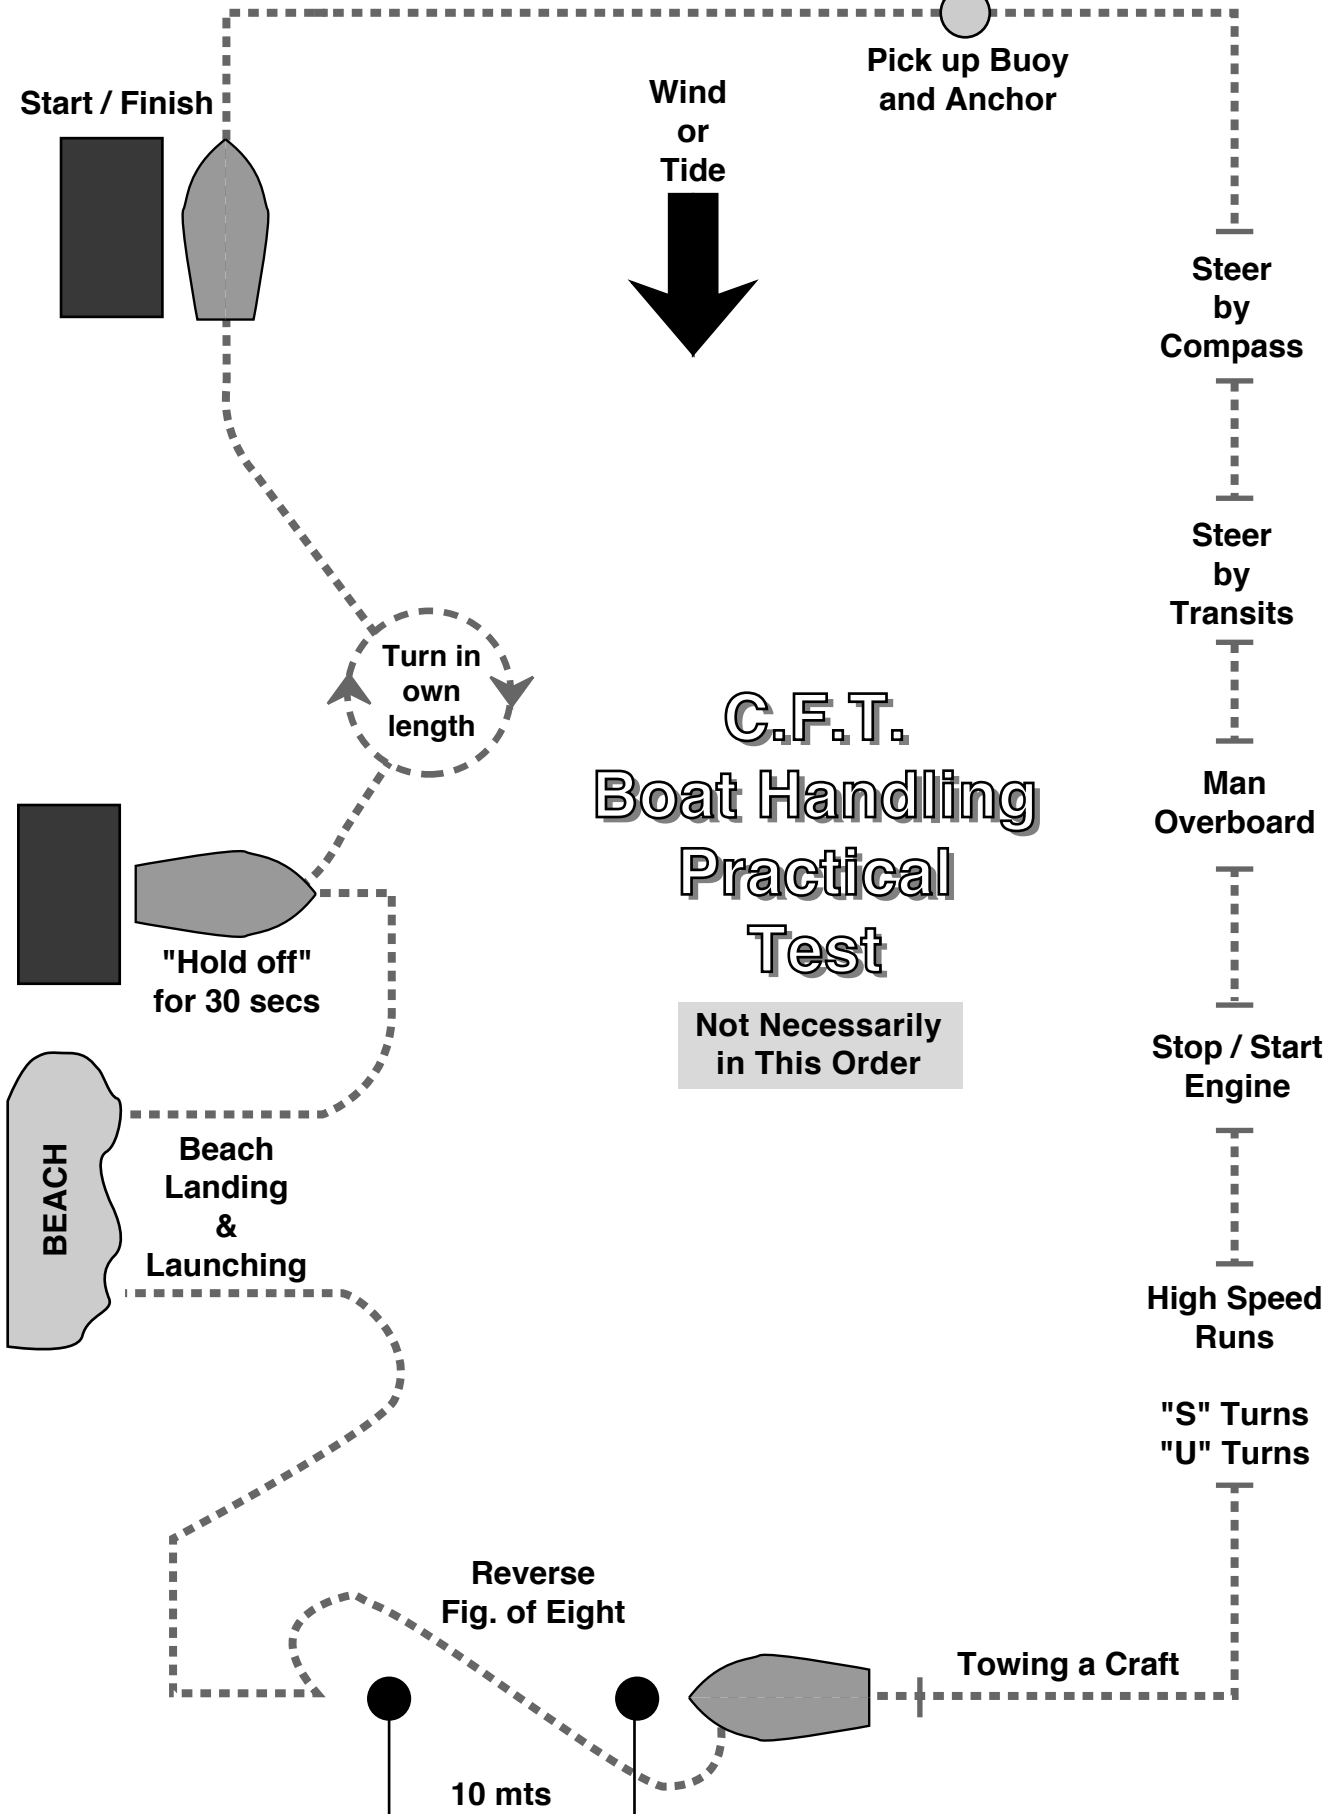 Pick up Buoy
and Anchor
Start / Finish
Wind
or
Tide
Steer
by
Compass
Steer
by
Transits
Turn in
own
length
C.F.T.
Boat Handling
Practical
Test
Not Necessarily
in This Order
Man
Overboard
"Hold off"
for 30 secs
Stop / Start
Engine
BEACH
Beach
Landing
&
Launching
High Speed
Runs
"S" Turns
"U" Turns
Reverse
Fig. of Eight
Towing a Craft
10 mts